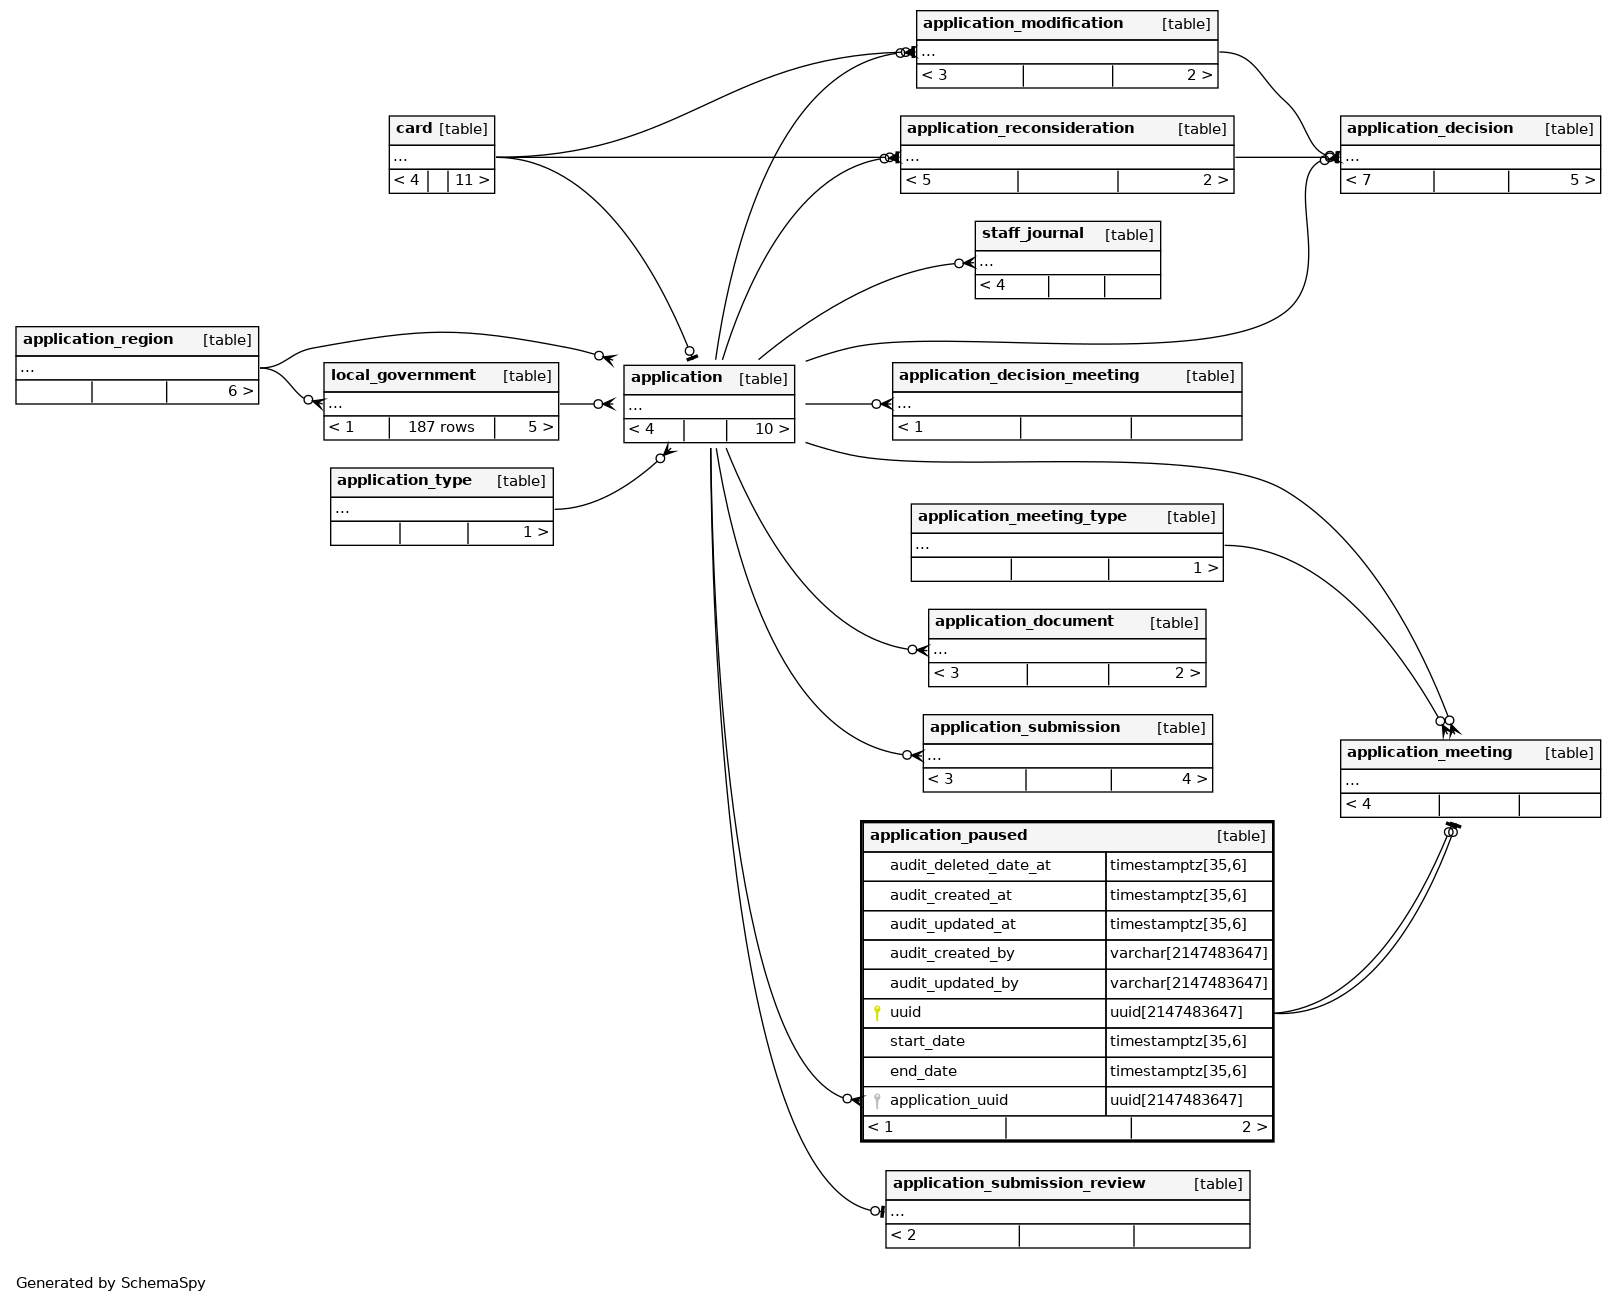 application_modification [table]
...
< 3 2 >
card [table]
...
< 4 11 >
application_reconsideration [table]
...
< 5 2 >
application_decision [table]
...
< 7 5 >
staff_journal [table]
...
< 4
application_region [table]
...
6 >
local_government [table]
...
< 1 187 rows 5 >
application [table]
...
< 4 10 >
application_decision_meeting [table]
...
< 1
application_type [table]
...
1 >
application_meeting_type [table]
...
1 >
application_document [table]
...
< 3 2 >
application_submission [table]
...
< 3 4 >
application_meeting [table]
...
< 4
application_paused [table]
audit_deleted_date_at timestamptz[35,6]
audit_created_at timestamptz[35,6]
audit_updated_at timestamptz[35,6]
audit_created_by varchar[2147483647]
audit_updated_by varchar[2147483647]
uuid uuid[2147483647]
start_date timestamptz[35,6]
end_date timestamptz[35,6]
application_uuid uuid[2147483647]
< 1 2 >
application_submission_review [table]
...
< 2
Generated by SchemaSpy